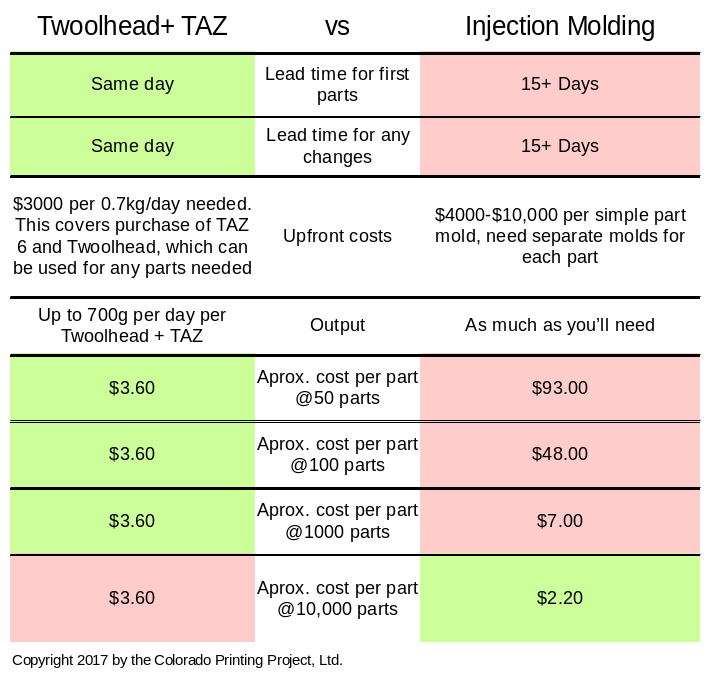 Twoolhead+ TAZ vs Injection Molding
Same day
Lead time for first
parts
15+ Days
Same day
Lead time for any
changes
15+ Days
$3000 per 0.7kg/day needed.
This covers purchase of TAZ
6 and Twoolhead, which can
be used for any parts needed
Upfront costs
$4000-$10,000 per simple part
mold, need separate molds for
each part
Up to 700g per day per
Twoolhead + TAZ
Output
As much as you’ll need
$3.60
Aprox. cost per part
@50 parts
$93.00
$3.60
Aprox. cost per part
@100 parts
$48.00
$3.60
Aprox. cost per part
@1000 parts
$7.00
$3.60
Aprox. cost per part
@10,000 parts
$2.20
Copyright 2017 by the Colorado Printing Project, Ltd.